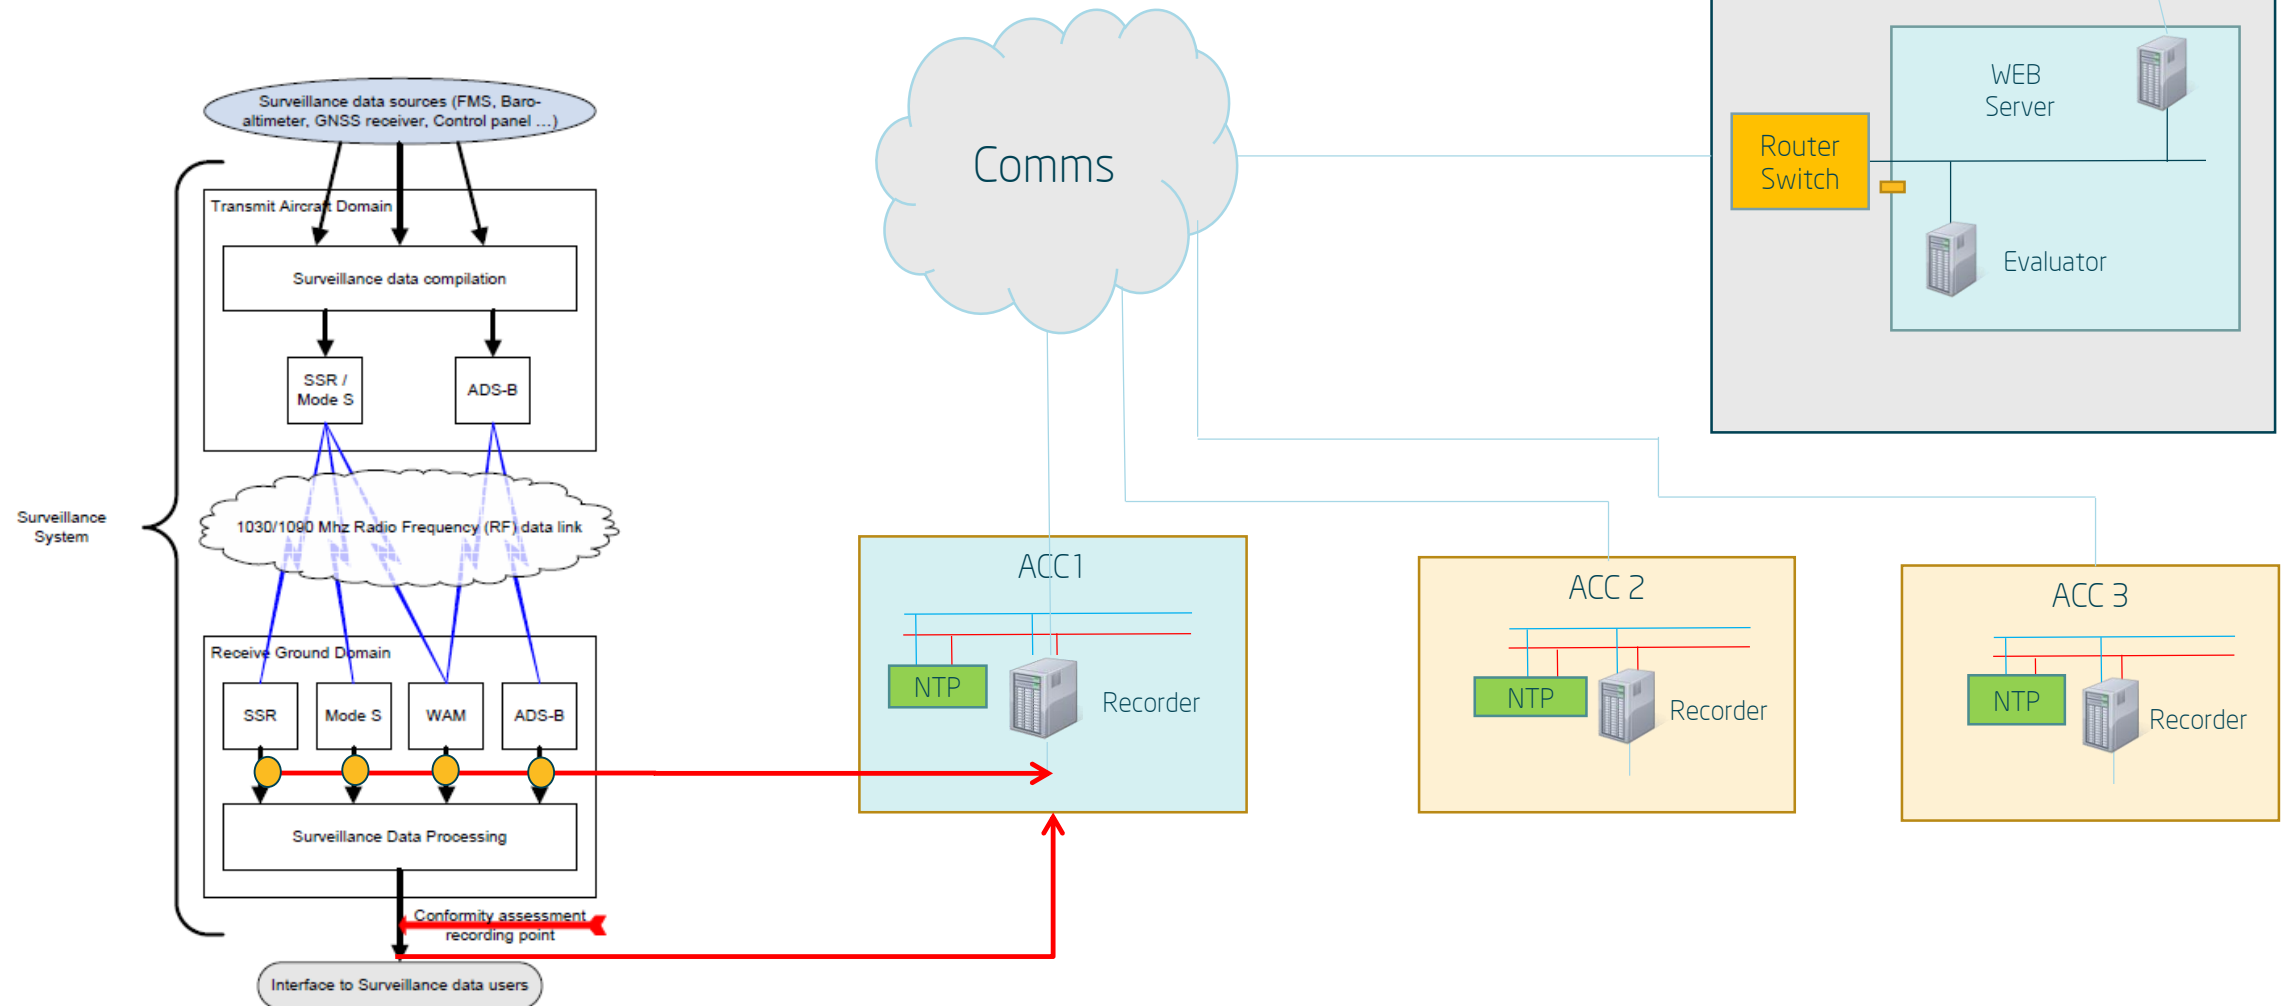 Surveillance data sources (FMS, Baro-
altimeter, GNSS receiver, Control panel ...)
Transmit Aircraft Domain
Surveillance data compilation
SSR /
Mode S
ADS-B
1030/1090 Mhz Radio Frequency (RF) data link
Surveillance
System
Receive Ground Domain
SSR
Mode S
WAM
ADS-B
Surveillance Data Processing
Conformity assessment
recording point
Interface to Surveillance data users
Comms
Router
Switch
WEB
Server
Evaluator
ACC1
NTP
Recorder
ACC 2
NTP
Recorder
ACC 3
NTP
Recorder